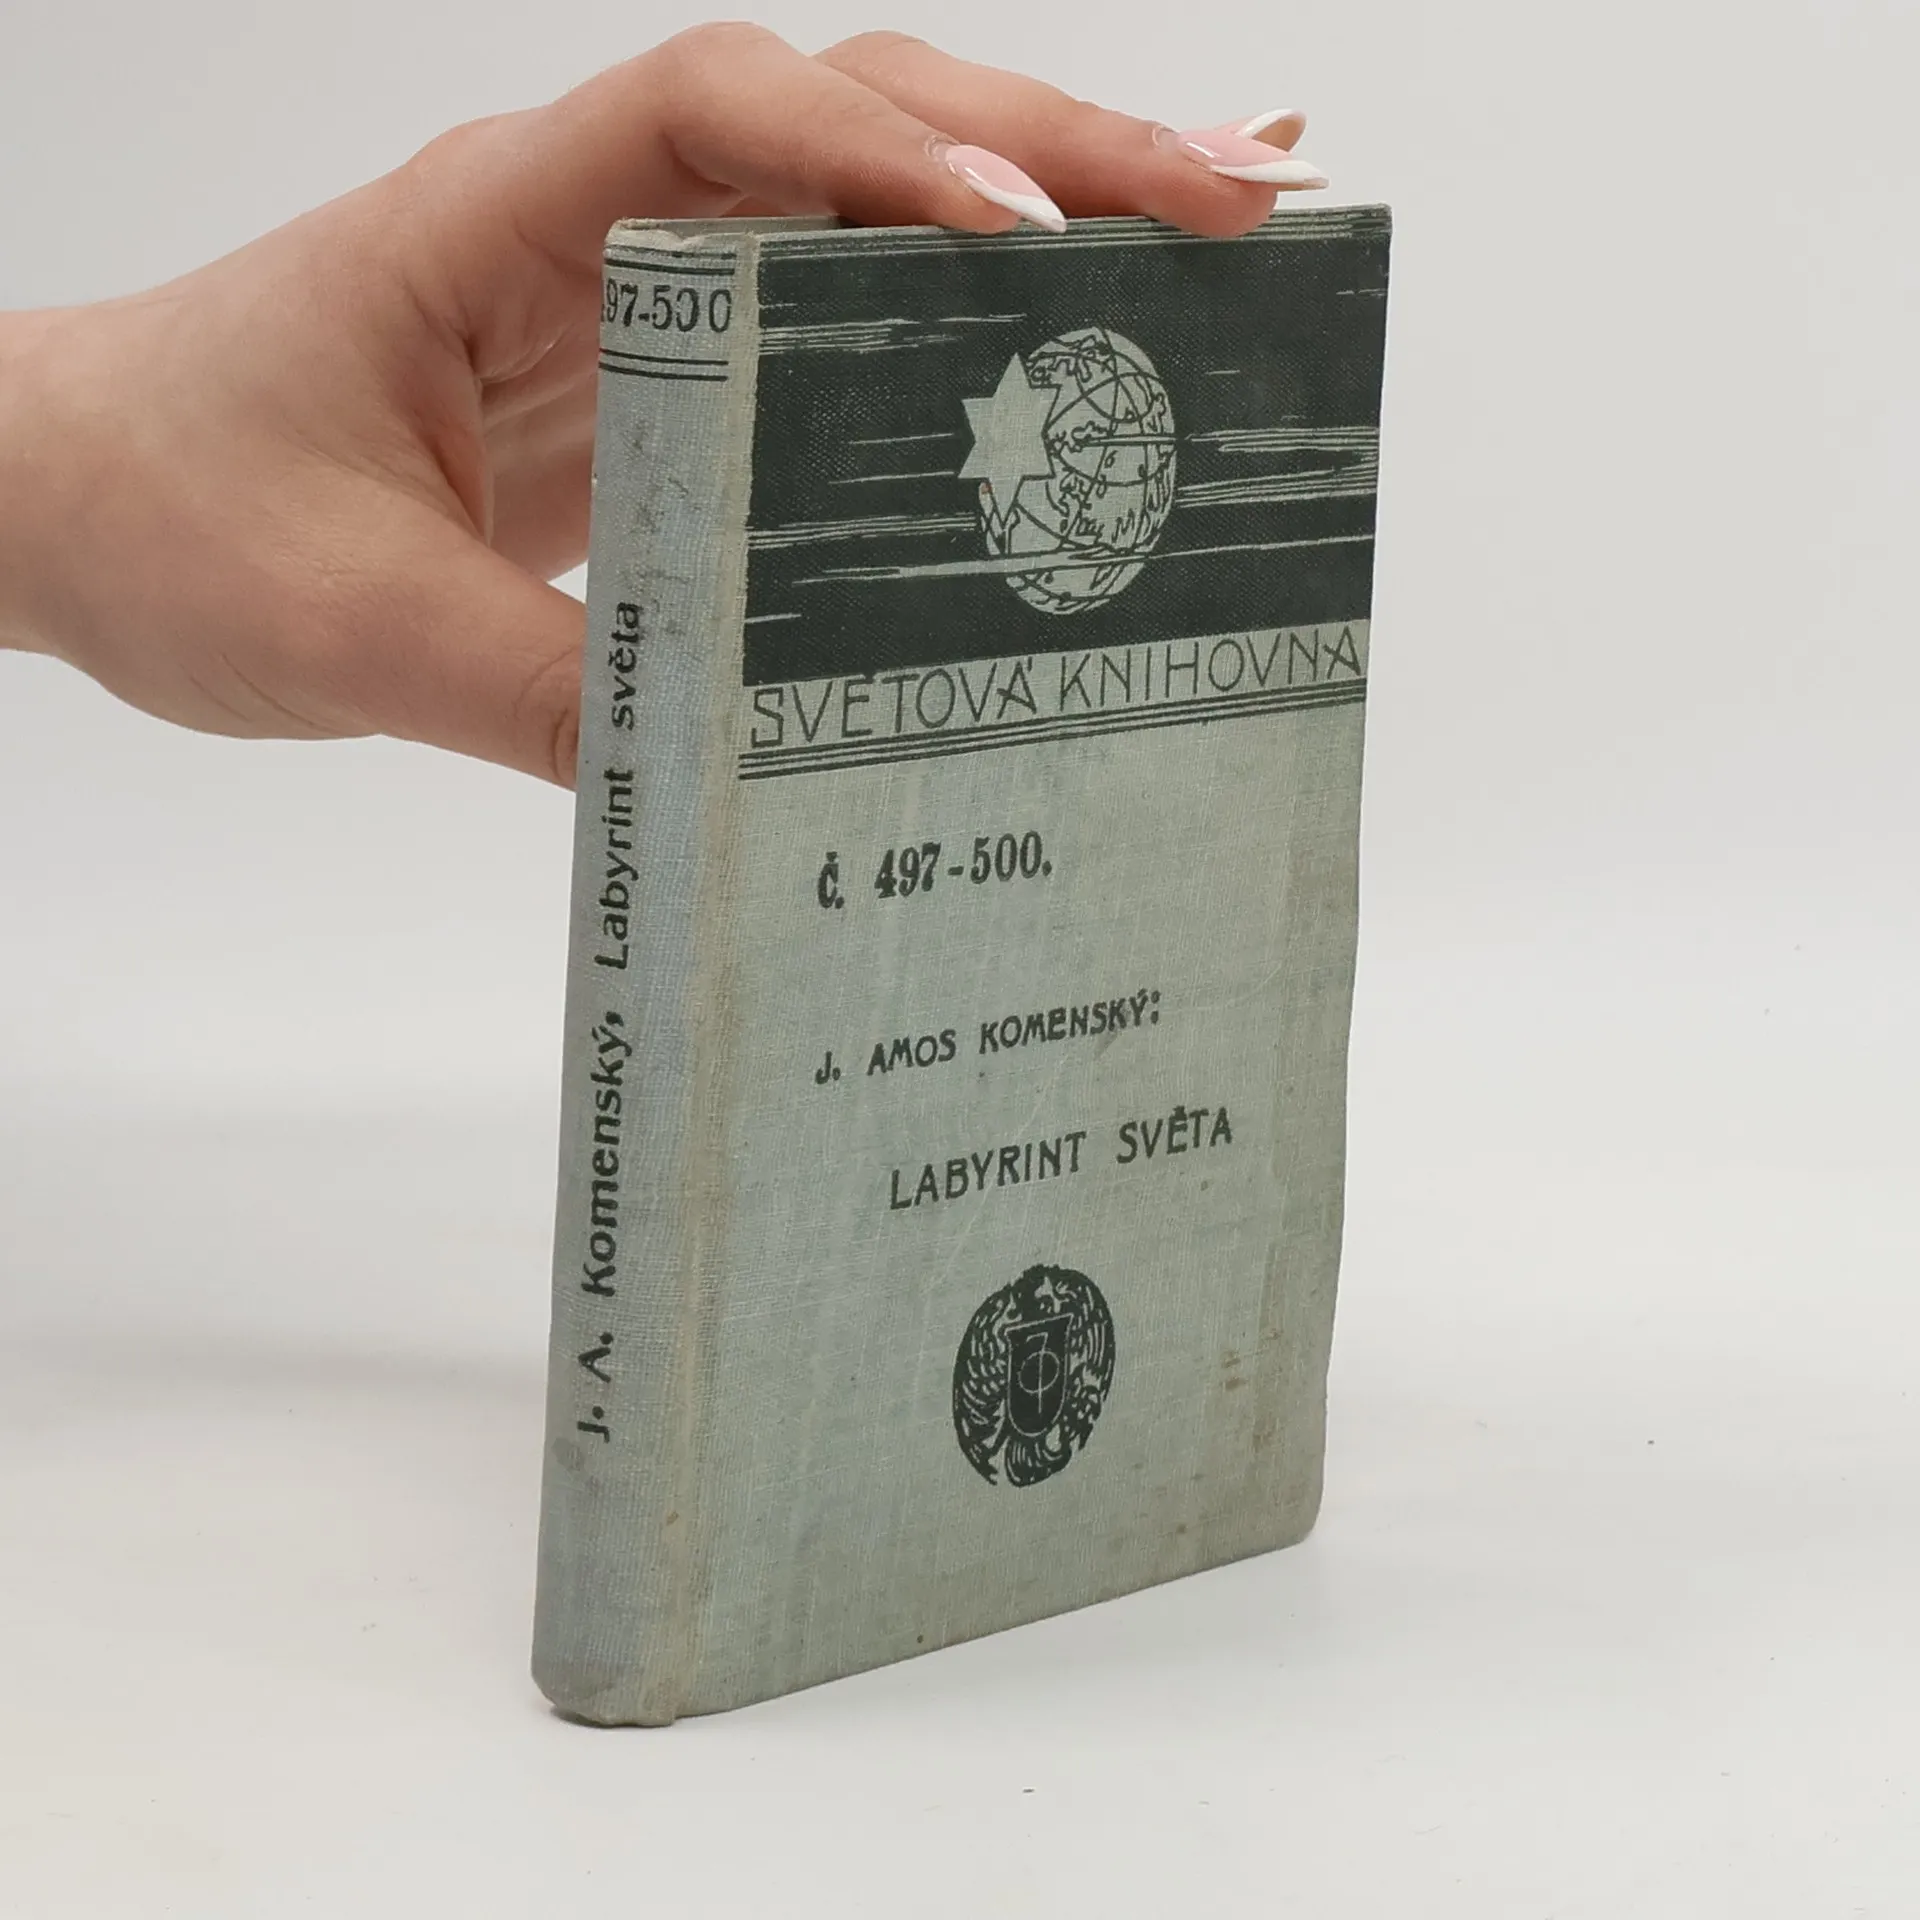 497-500
J. A. Komenský, Labyrint světa
SVĚTOVÁ KNIHOVNA
Č. 497-500.
J. AMOS KOMENSKÝ:
LABYRINT SVĚTA